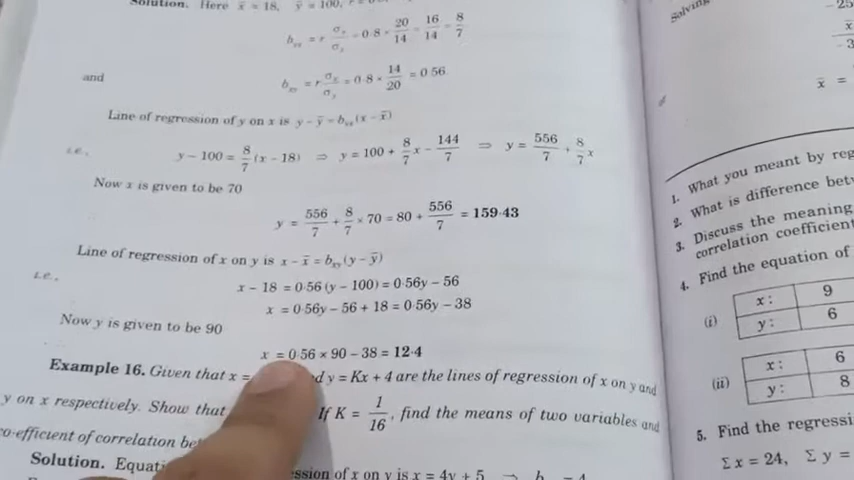 Solution. Here x̄ = 18, ȳ = 100,
b_yx = r σ_y/σ_x = 0·8 × 20/14 = 16/14 = 8/7
and
b_xy = r σ_x/σ_y = 0·8 × 14/20 = 0·56
Line of regression of y on x is y – ȳ = b_yx (x – x̄)
i.e., y – 100 = 8/7 (x – 18) ⇒ y = 100 + 8/7 x – 144/7 ⇒ y = 556/7 + 8/7 x
Now x is given to be 70
y = 556/7 + 8/7 × 70 = 80 + 556/7 = 159·43
Line of regression of x on y is x – x̄ = b_xy (y – ȳ)
i.e., x – 18 = 0·56 (y – 100) = 0·56y – 56
x = 0·56y – 56 + 18 = 0·56y – 38
Now y is given to be 90
x = 0·56 × 90 – 38 = 12·4
Example 16. Given that x = y = Kx + 4 are the lines of regression of x on y and
y on x respectively. Show that If K = 1/16, find the means of two variables and
co-efficient of correlation
Solution. of x on y is x = 4y + 5 ⇒
Solving
x̄ =
1. What you meant by
2. What is difference
3. Discuss the meaning
correlation coefficient
4. Find the equation of
(i) x: 9
y: 6
(ii) x: 6
y: 8
5. Find the
Σx = 24, Σy =